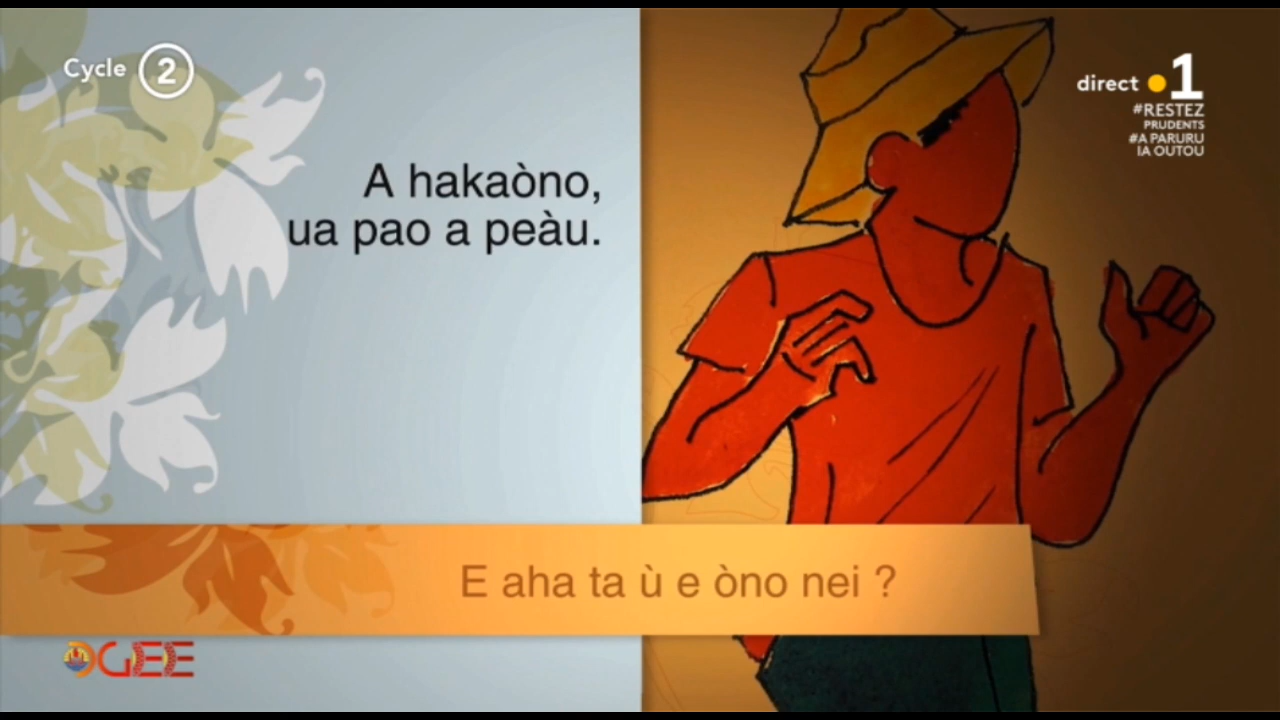 Cycle 2
direct 1
#RESTEZ
PRUDENTS
#A PARURU
IA OUTOU
A hakaòno,
ua pao a peàu.
E aha ta ù e òno nei ?
DGEE